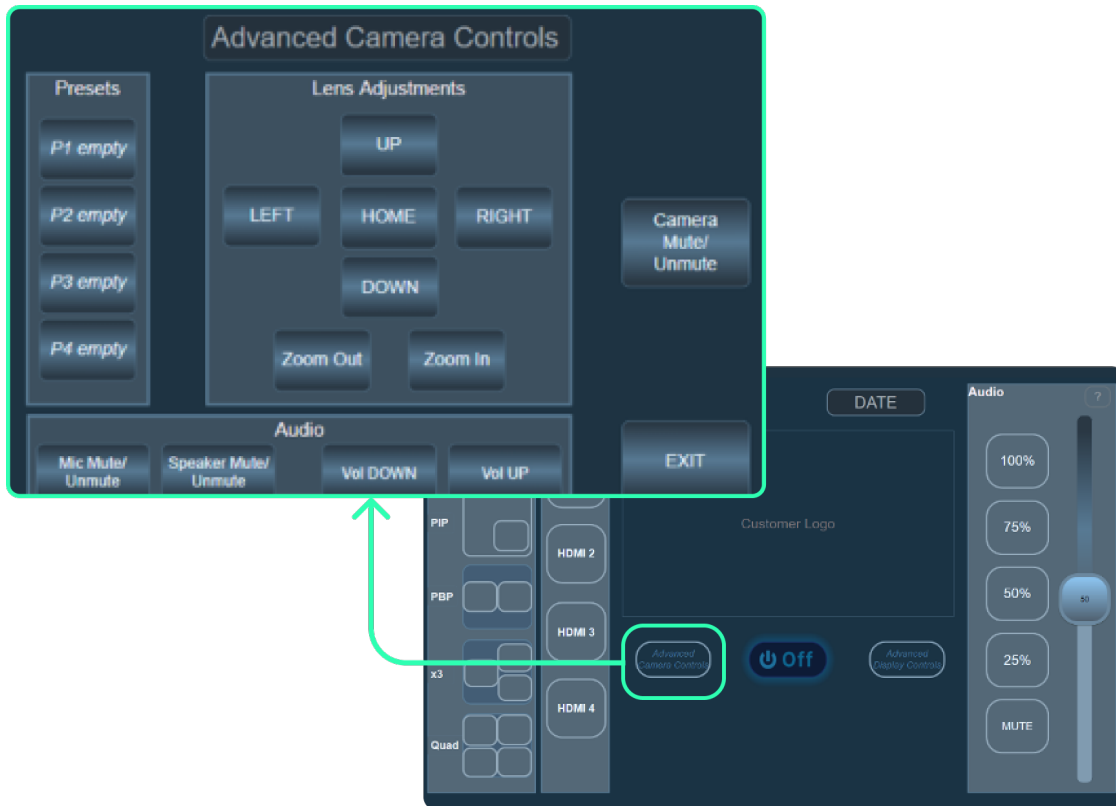 Advanced Camera Controls
Presets
P1 empty
P2 empty
P3 empty
P4 empty
Lens Adjustments
UP
LEFT
HOME
RIGHT
DOWN
Zoom Out
Zoom In
Camera
Mute/
Unmute
Audio
Mic Mute/
Unmute
Speaker Mute/
Unmute
Vol DOWN
Vol UP
EXIT
PIP
PBP
x3
Quad
HDMI 2
HDMI 3
HDMI 4
DATE
Customer Logo
Advanced
Camera Controls
Off
Advanced
Display Controls
Audio
?
100%
75%
50%
25%
MUTE
50